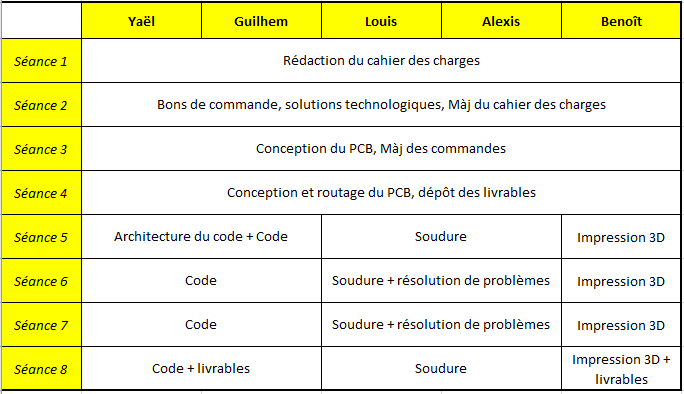 Yaël Guilhem Louis Alexis Benoît
Séance 1 Rédaction du cahier des charges
Séance 2 Bons de commande, solutions technologiques, Màj du cahier des charges
Séance 3 Conception du PCB, Màj des commandes
Séance 4 Conception et routage du PCB, dépôt des livrables
Séance 5 Architecture du code + Code Soudure Impression 3D
Séance 6 Code Soudure + résolution de problèmes Impression 3D
Séance 7 Code Soudure + résolution de problèmes Impression 3D
Séance 8 Code + livrables Soudure Impression 3D +
livrables